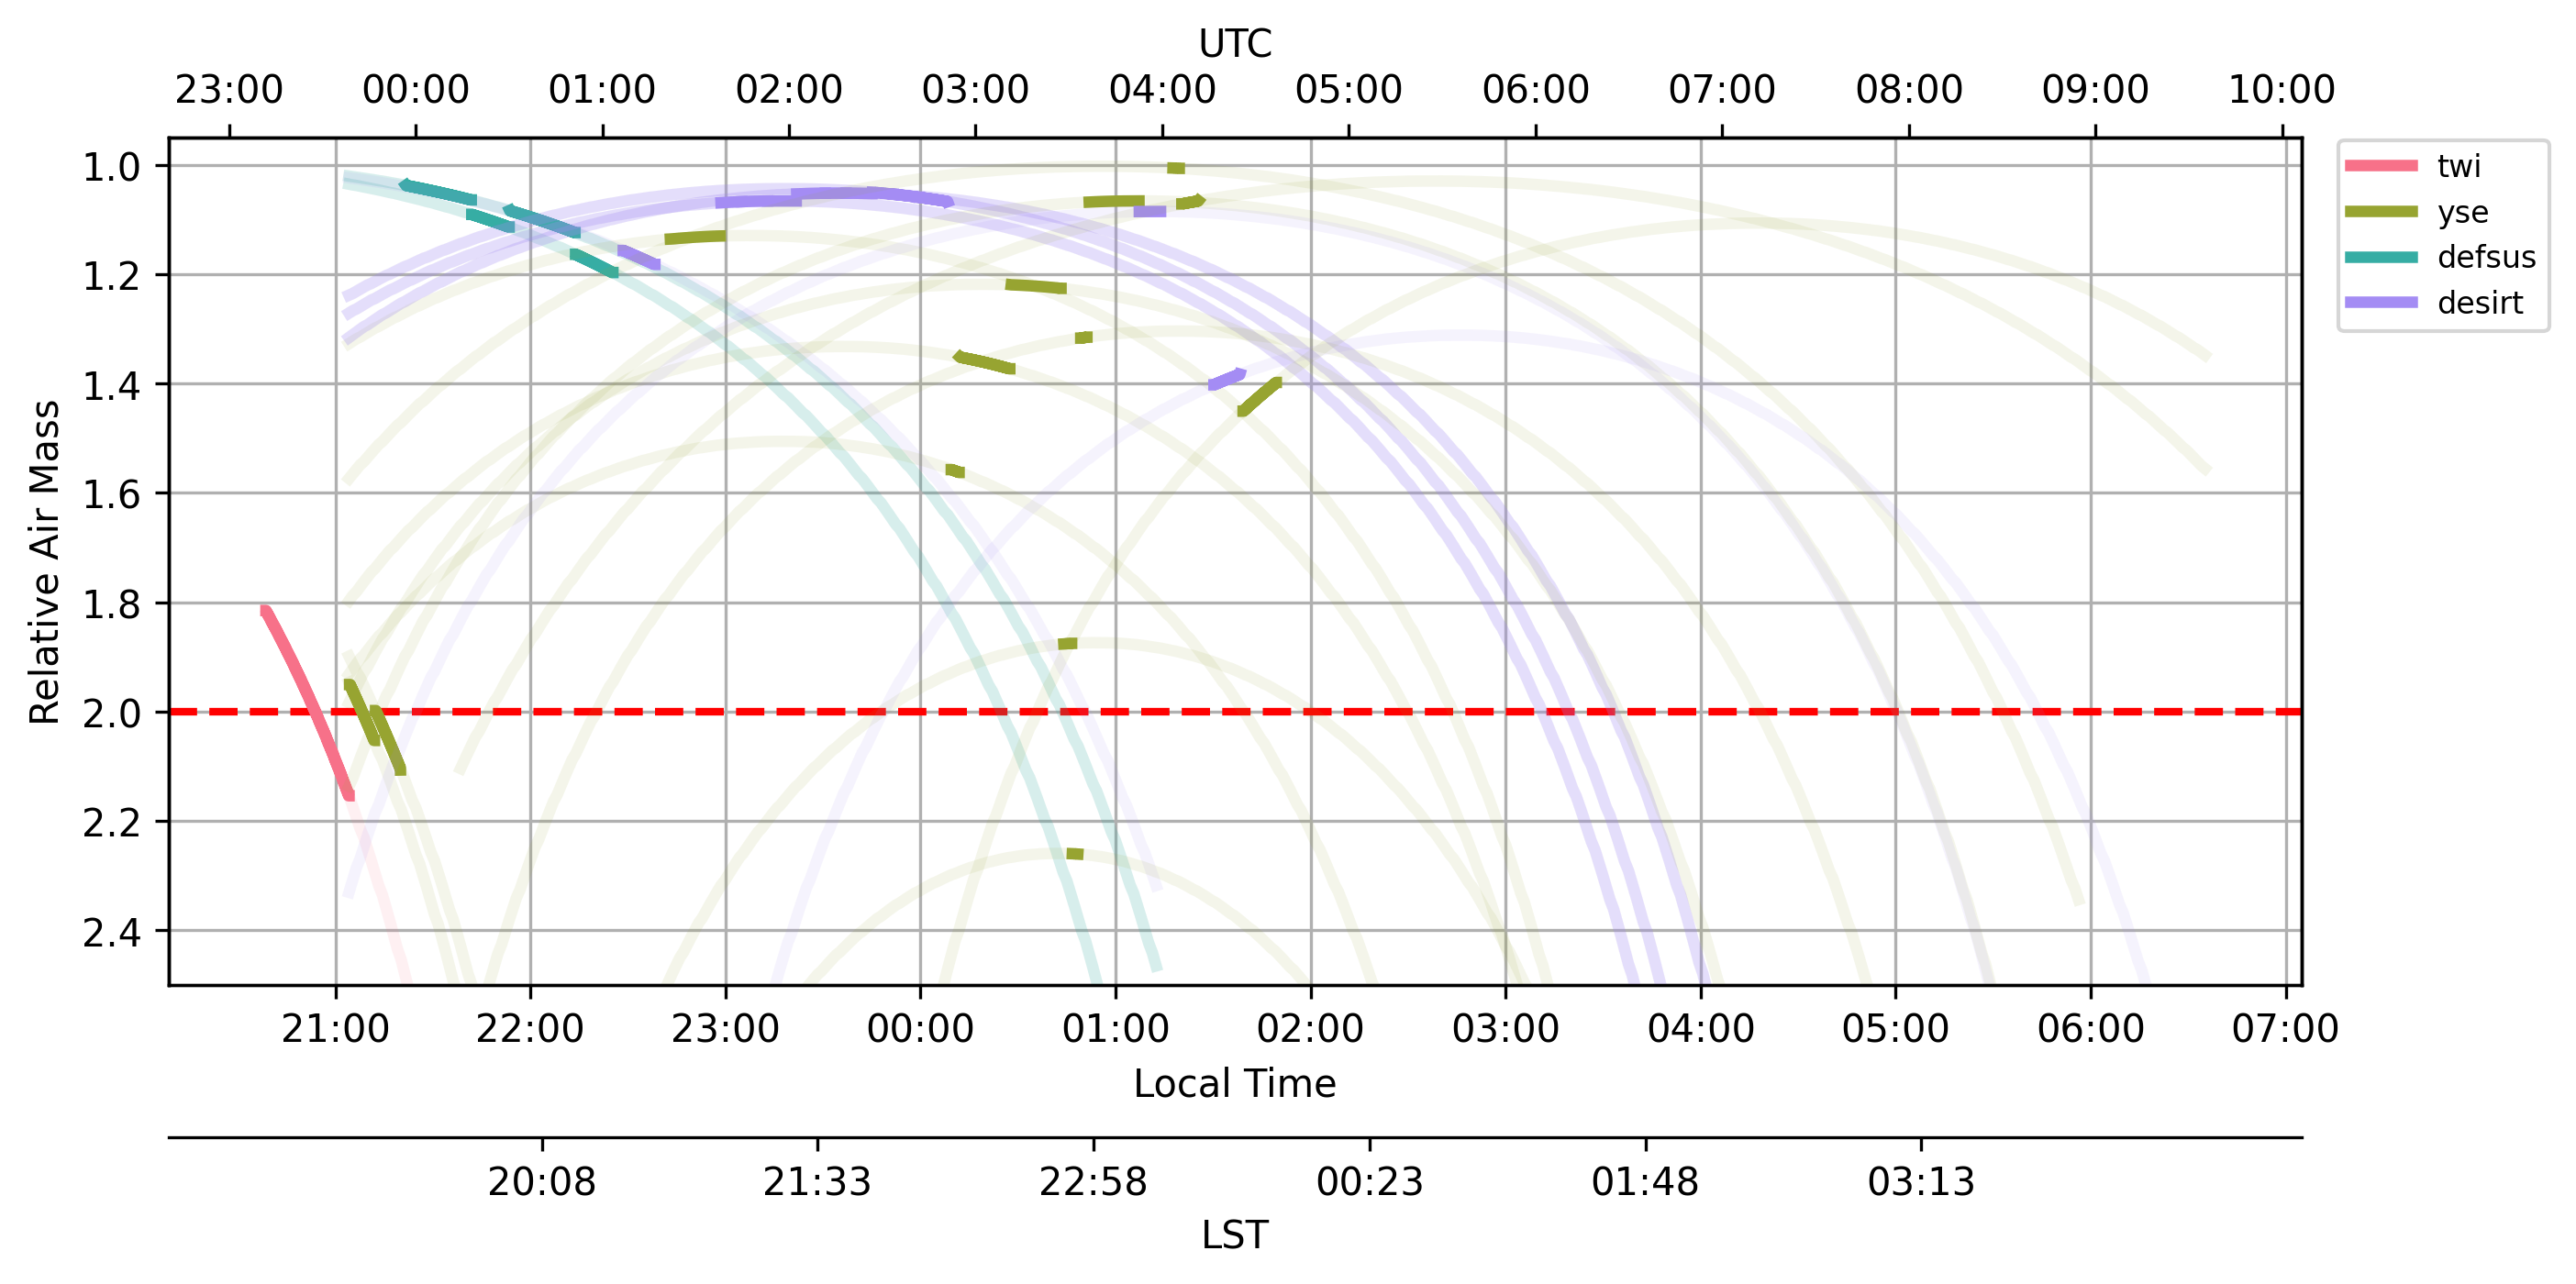 UTC
23:00 00:00 01:00 02:00 03:00 04:00 05:00 06:00 07:00 08:00 09:00 10:00
1.0
1.2
1.4
1.6
1.8
2.0
2.2
2.4
Relative Air Mass
twi
yse
defsus
desirt
21:00 22:00 23:00 00:00 01:00 02:00 03:00 04:00 05:00 06:00 07:00
Local Time
20:08 21:33 22:58 00:23 01:48 03:13
LST